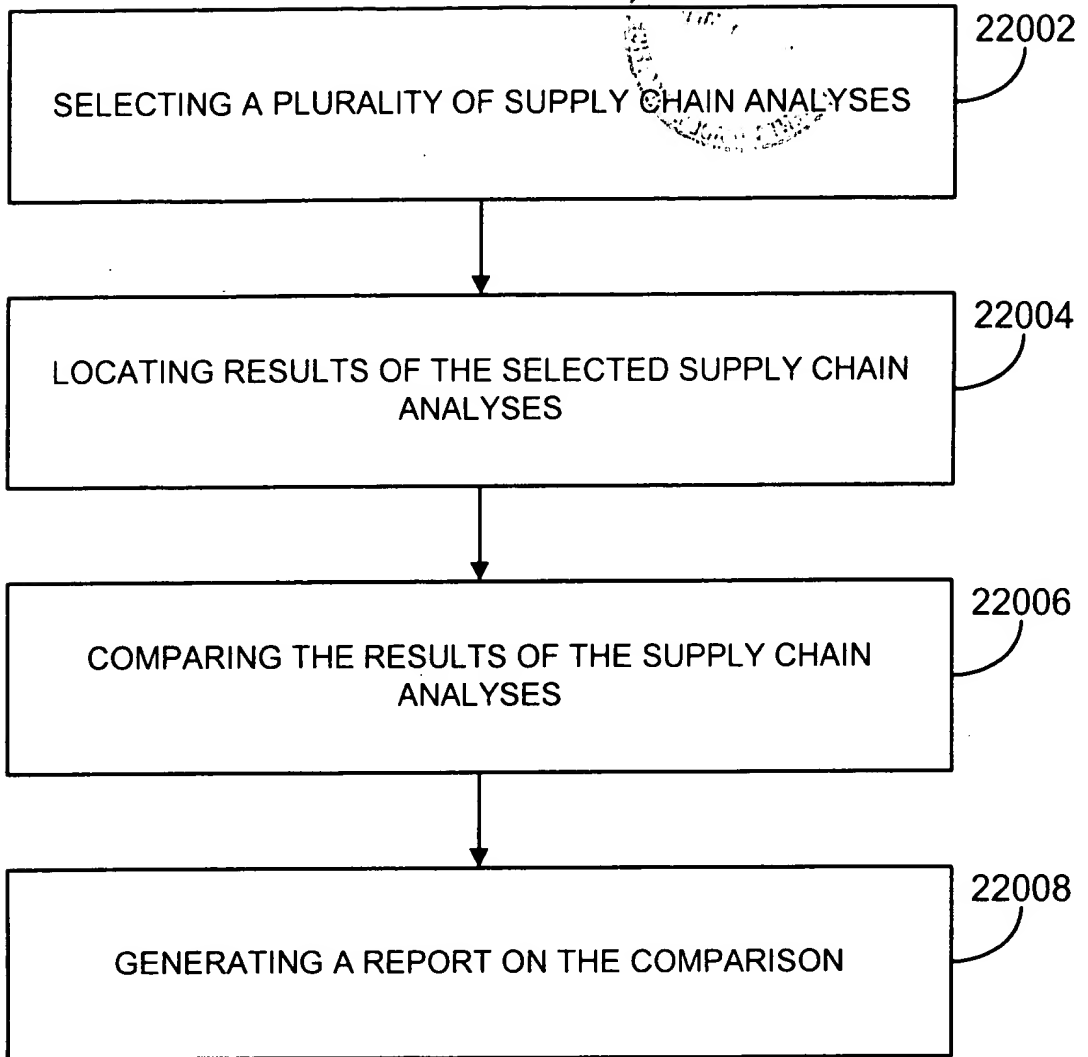 22002
SELECTING A PLURALITY OF SUPPLY CHAIN ANALYSES
22004
LOCATING RESULTS OF THE SELECTED SUPPLY CHAIN
ANALYSES
22006
COMPARING THE RESULTS OF THE SUPPLY CHAIN
ANALYSES
22008
GENERATING A REPORT ON THE COMPARISON